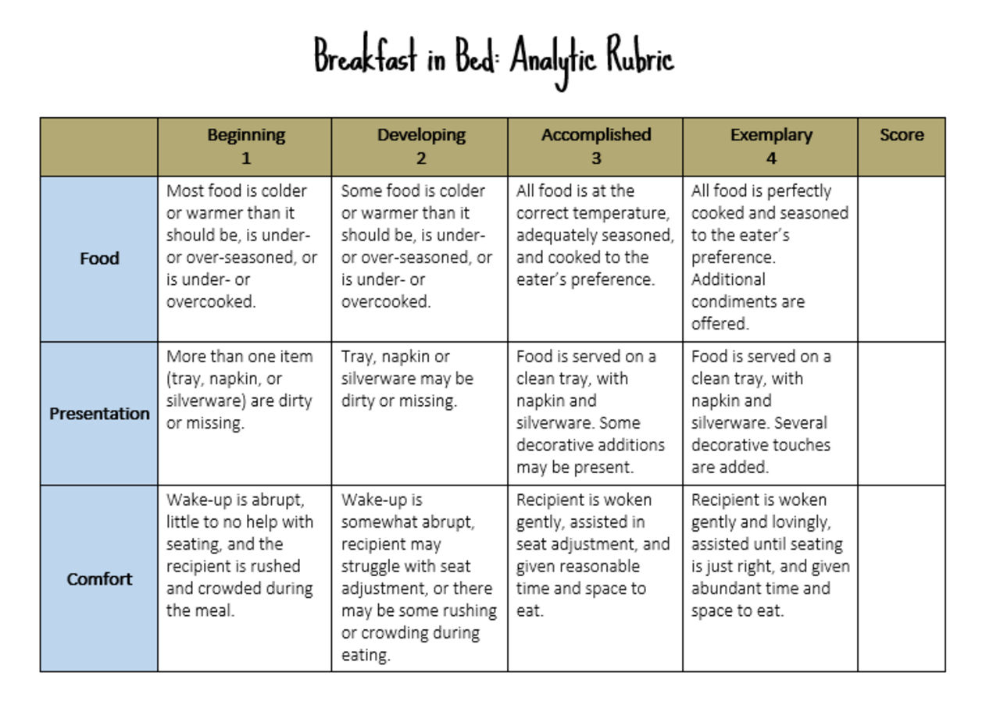 Breakfast in Bed: Analytic Rubric
Beginning
1
Developing
2
Accomplished
3
Exemplary
4
Score
Food
Most food is colder
or warmer than it
should be, is under-
or over-seasoned, or
is under- or
overcooked.
Some food is colder
or warmer than it
should be, is under-
or over-seasoned, or
is under- or
overcooked.
All food is at the
correct temperature,
adequately seasoned,
and cooked to the
eater's preference.
All food is perfectly
cooked and seasoned
to the eater's
preference.
Additional
condiments are
offered.
Presentation
More than one item
(tray, napkin, or
silverware) are dirty
or missing.
Tray, napkin or
silverware may be
dirty or missing.
Food is served on a
clean tray, with
napkin and
silverware. Some
decorative additions
may be present.
Food is served on a
clean tray, with
napkin and
silverware. Several
decorative touches
are added.
Comfort
Wake-up is abrupt,
little to no help with
seating, and the
recipient is rushed
and crowded during
the meal.
Wake-up is
somewhat abrupt,
recipient may
struggle with seat
adjustment, or there
may be some rushing
or crowding during
eating.
Recipient is woken
gently, assisted in
seat adjustment, and
given reasonable
time and space to
eat.
Recipient is woken
gently and lovingly,
assisted until seating
is just right, and given
abundant time and
space to eat.